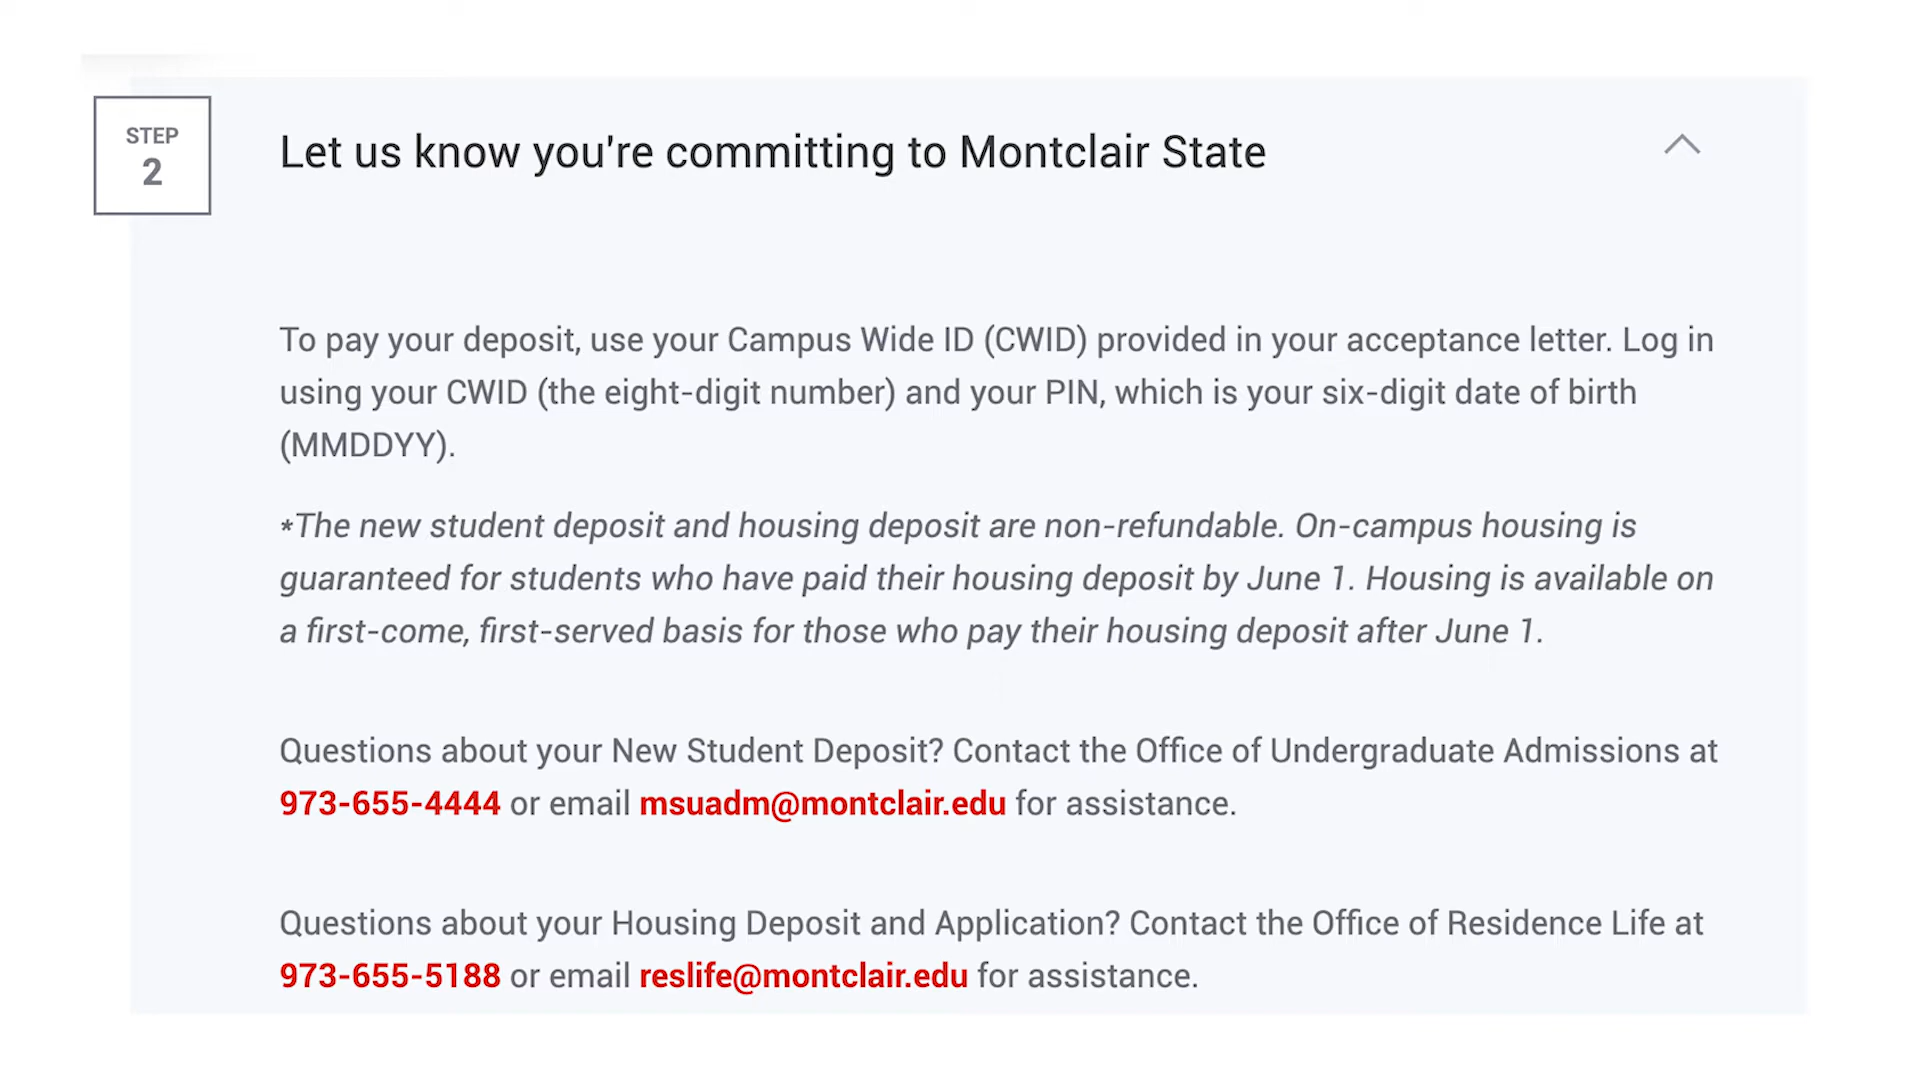 STEP
2
Let us know you're committing to Montclair State
To pay your deposit, use your Campus Wide ID (CWID) provided in your acceptance letter. Log in
using your CWID (the eight-digit number) and your PIN, which is your six-digit date of birth
(MMDDYY).
*The new student deposit and housing deposit are non-refundable. On-campus housing is
guaranteed for students who have paid their housing deposit by June 1. Housing is available on
a first-come, first-served basis for those who pay their housing deposit after June 1.
Questions about your New Student Deposit? Contact the Office of Undergraduate Admissions at
973-655-4444 or email msuadm@montclair.edu for assistance.
Questions about your Housing Deposit and Application? Contact the Office of Residence Life at
973-655-5188 or email reslife@montclair.edu for assistance.